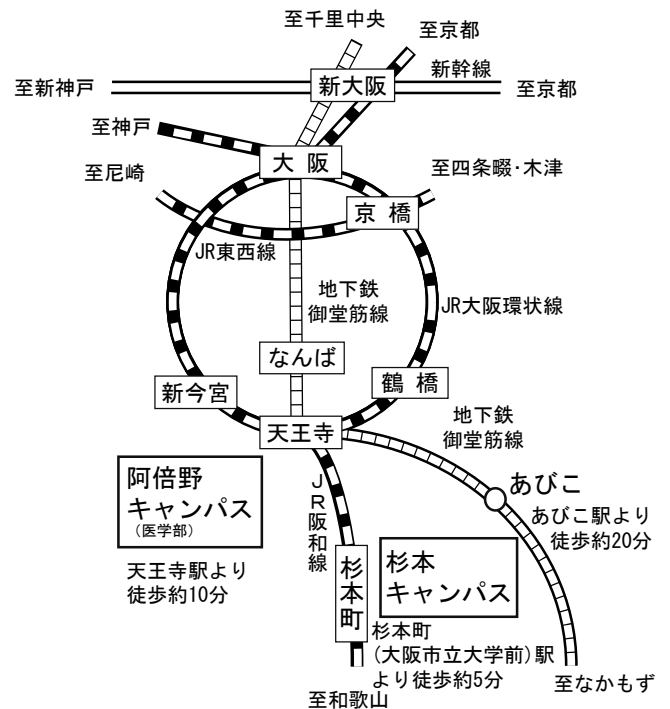 至千里中央
至京都
新幹線
至新神戸
新大阪
至京都
至神戸
大阪
至尼崎
至四条畷・木津
京橋
JR東西線
地下鉄
御堂筋線
JR大阪環状線
なんば
鶴橋
新今宮
天王寺
地下鉄
御堂筋線
阿倍野
キャンパス
(医学部)
天王寺駅より
徒歩約10分
JR阪和線
あびこ
あびこ駅より
徒歩約20分
杉本
キャンパス
杉本町
杉本町
(大阪市立大学前)駅
より徒歩約5分
至和歌山
至なかもず